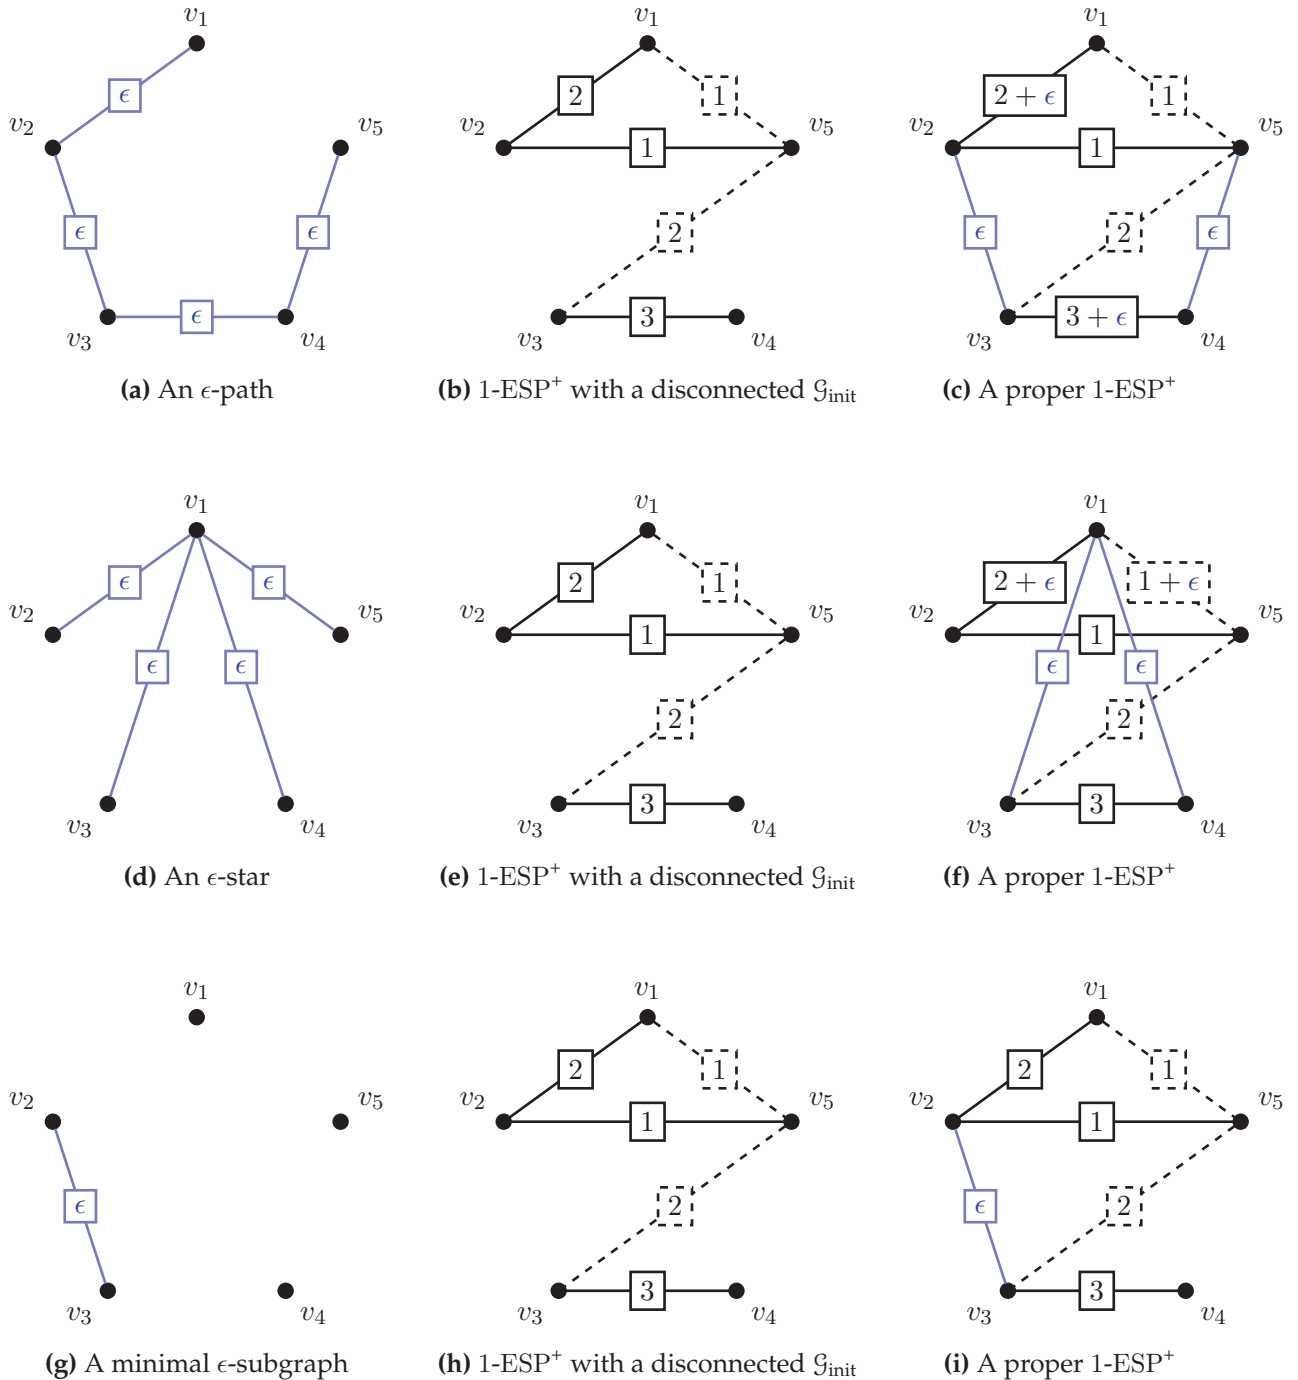 v₁ v₁ v₁
ϵ 2 1 2 + ϵ 1
v₂ v₅ v₂ v₅ v₂ v₅
1 1
ϵ ϵ 2 ϵ 2 ϵ
ϵ 3 3 + ϵ
v₃ v₄ v₃ v₄ v₃ v₄
(a) An ϵ-path (b) 1-ESP⁺ with a disconnected 𝒢init (c) A proper 1-ESP⁺
v₁ v₁ v₁
ϵ ϵ 2 1 2 + ϵ 1 + ϵ
v₂ v₅ v₂ v₅ v₂ v₅
1 1
ϵ ϵ ϵ ϵ
2 2
3 3
v₃ v₄ v₃ v₄ v₃ v₄
(d) An ϵ-star (e) 1-ESP⁺ with a disconnected 𝒢init (f) A proper 1-ESP⁺
v₁ v₁ v₁
2 1 2 1
v₂ v₅ v₂ v₅ v₂ v₅
1 1
ϵ 2 ϵ 2
3 3
v₃ v₄ v₃ v₄ v₃ v₄
(g) A minimal ϵ-subgraph (h) 1-ESP⁺ with a disconnected 𝒢init (i) A proper 1-ESP⁺